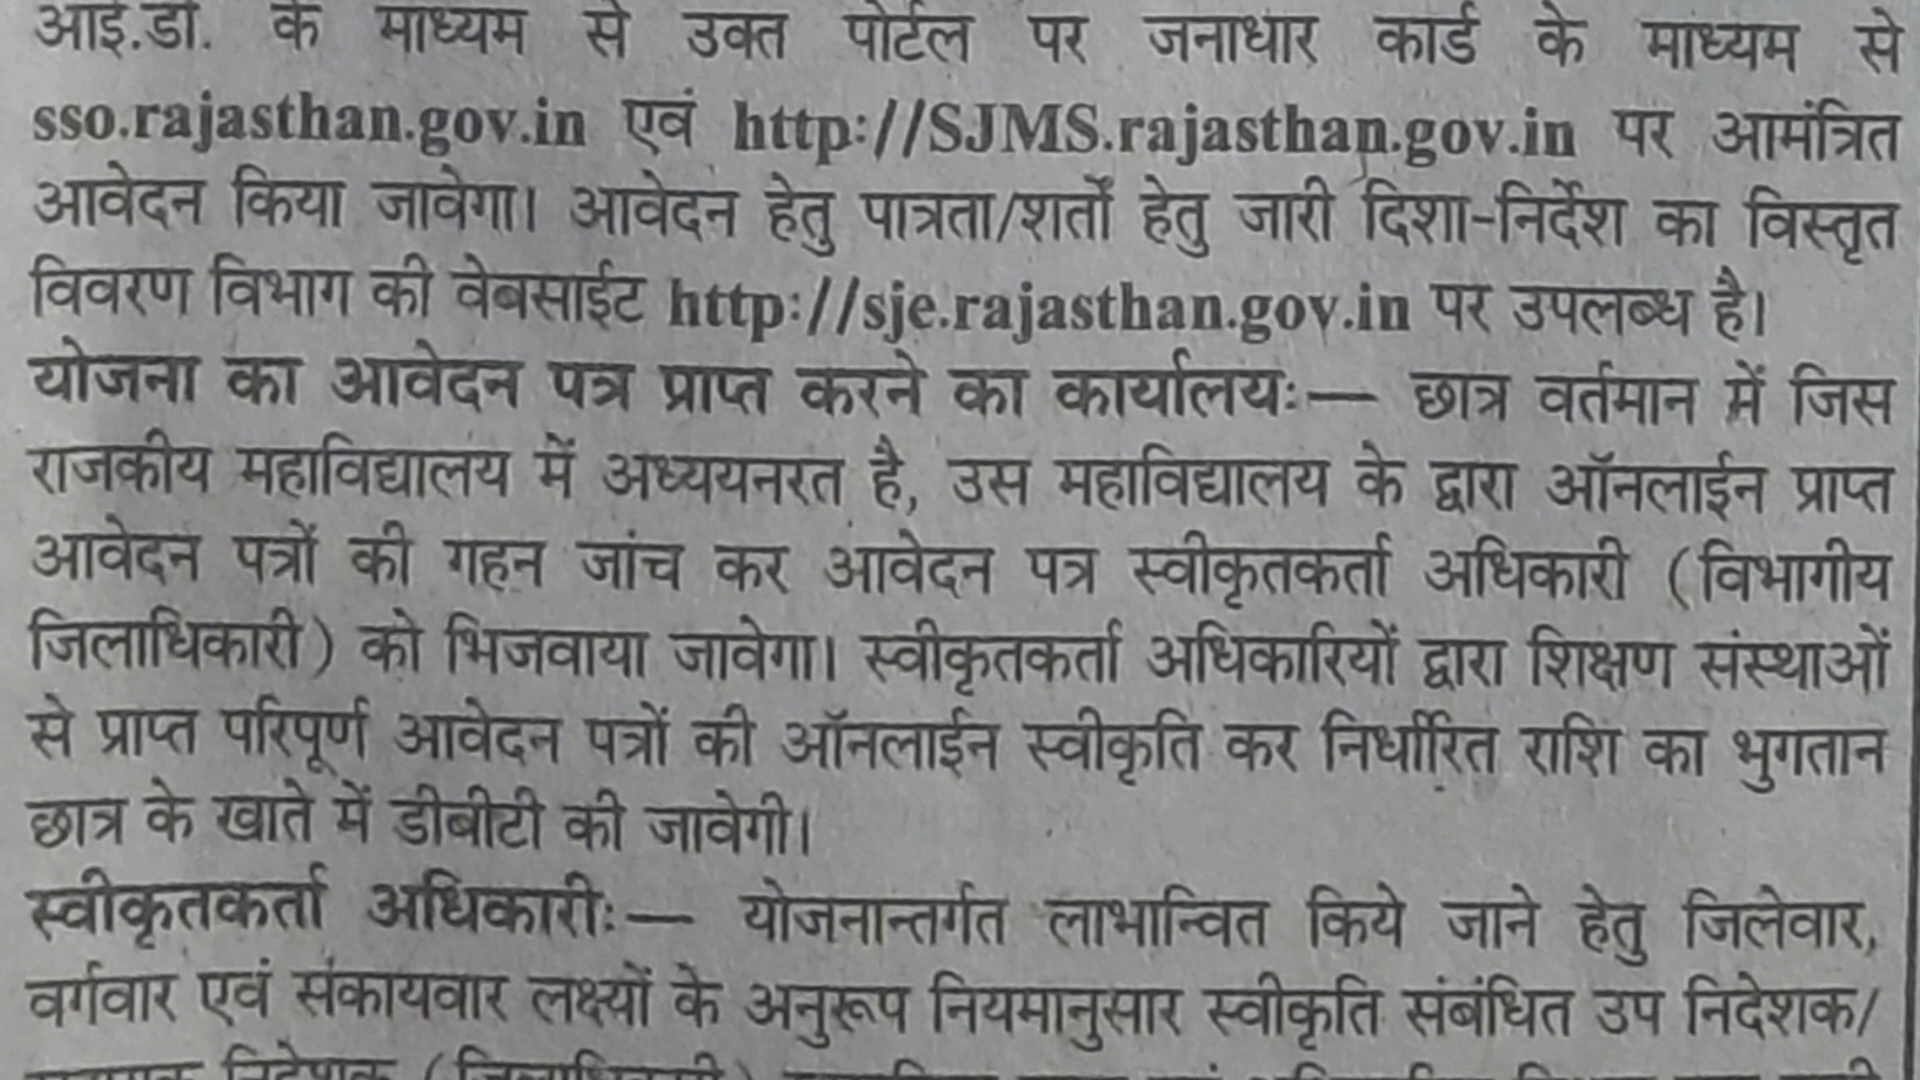 आई.डी. के माध्यम से उक्त पोर्टल पर जनाधार कार्ड के माध्यम से
sso.rajasthan.gov.in एवं http://SJMS.rajasthan.gov.in पर आमंत्रित
आवेदन किया जावेगा। आवेदन हेतु पात्रता/शर्तों हेतु जारी दिशा-निर्देश का विस्तृत
विवरण विभाग की वेबसाईट http://sje.rajasthan.gov.in पर उपलब्ध है।
योजना का आवेदन पत्र प्राप्त करने का कार्यालयः— छात्र वर्तमान में जिस
राजकीय महाविद्यालय में अध्ययनरत है, उस महाविद्यालय के द्वारा ऑनलाईन प्राप्त
आवेदन पत्रों की गहन जांच कर आवेदन पत्र स्वीकृतकर्ता अधिकारी (विभागीय
जिलाधिकारी) को भिजवाया जावेगा। स्वीकृतकर्ता अधिकारियों द्वारा शिक्षण संस्थाओं
से प्राप्त परिपूर्ण आवेदन पत्रों की ऑनलाईन स्वीकृति कर निर्धारित राशि का भुगतान
छात्र के खाते में डीबीटी की जावेगी।
स्वीकृतकर्ता अधिकारीः— योजनान्तर्गत लाभान्वित किये जाने हेतु जिलेवार,
वर्गवार एवं संकायवार लक्ष्यों के अनुरूप नियमानुसार स्वीकृति संबंधित उप निदेशक/
निदेशक (जिलाधिकारी)